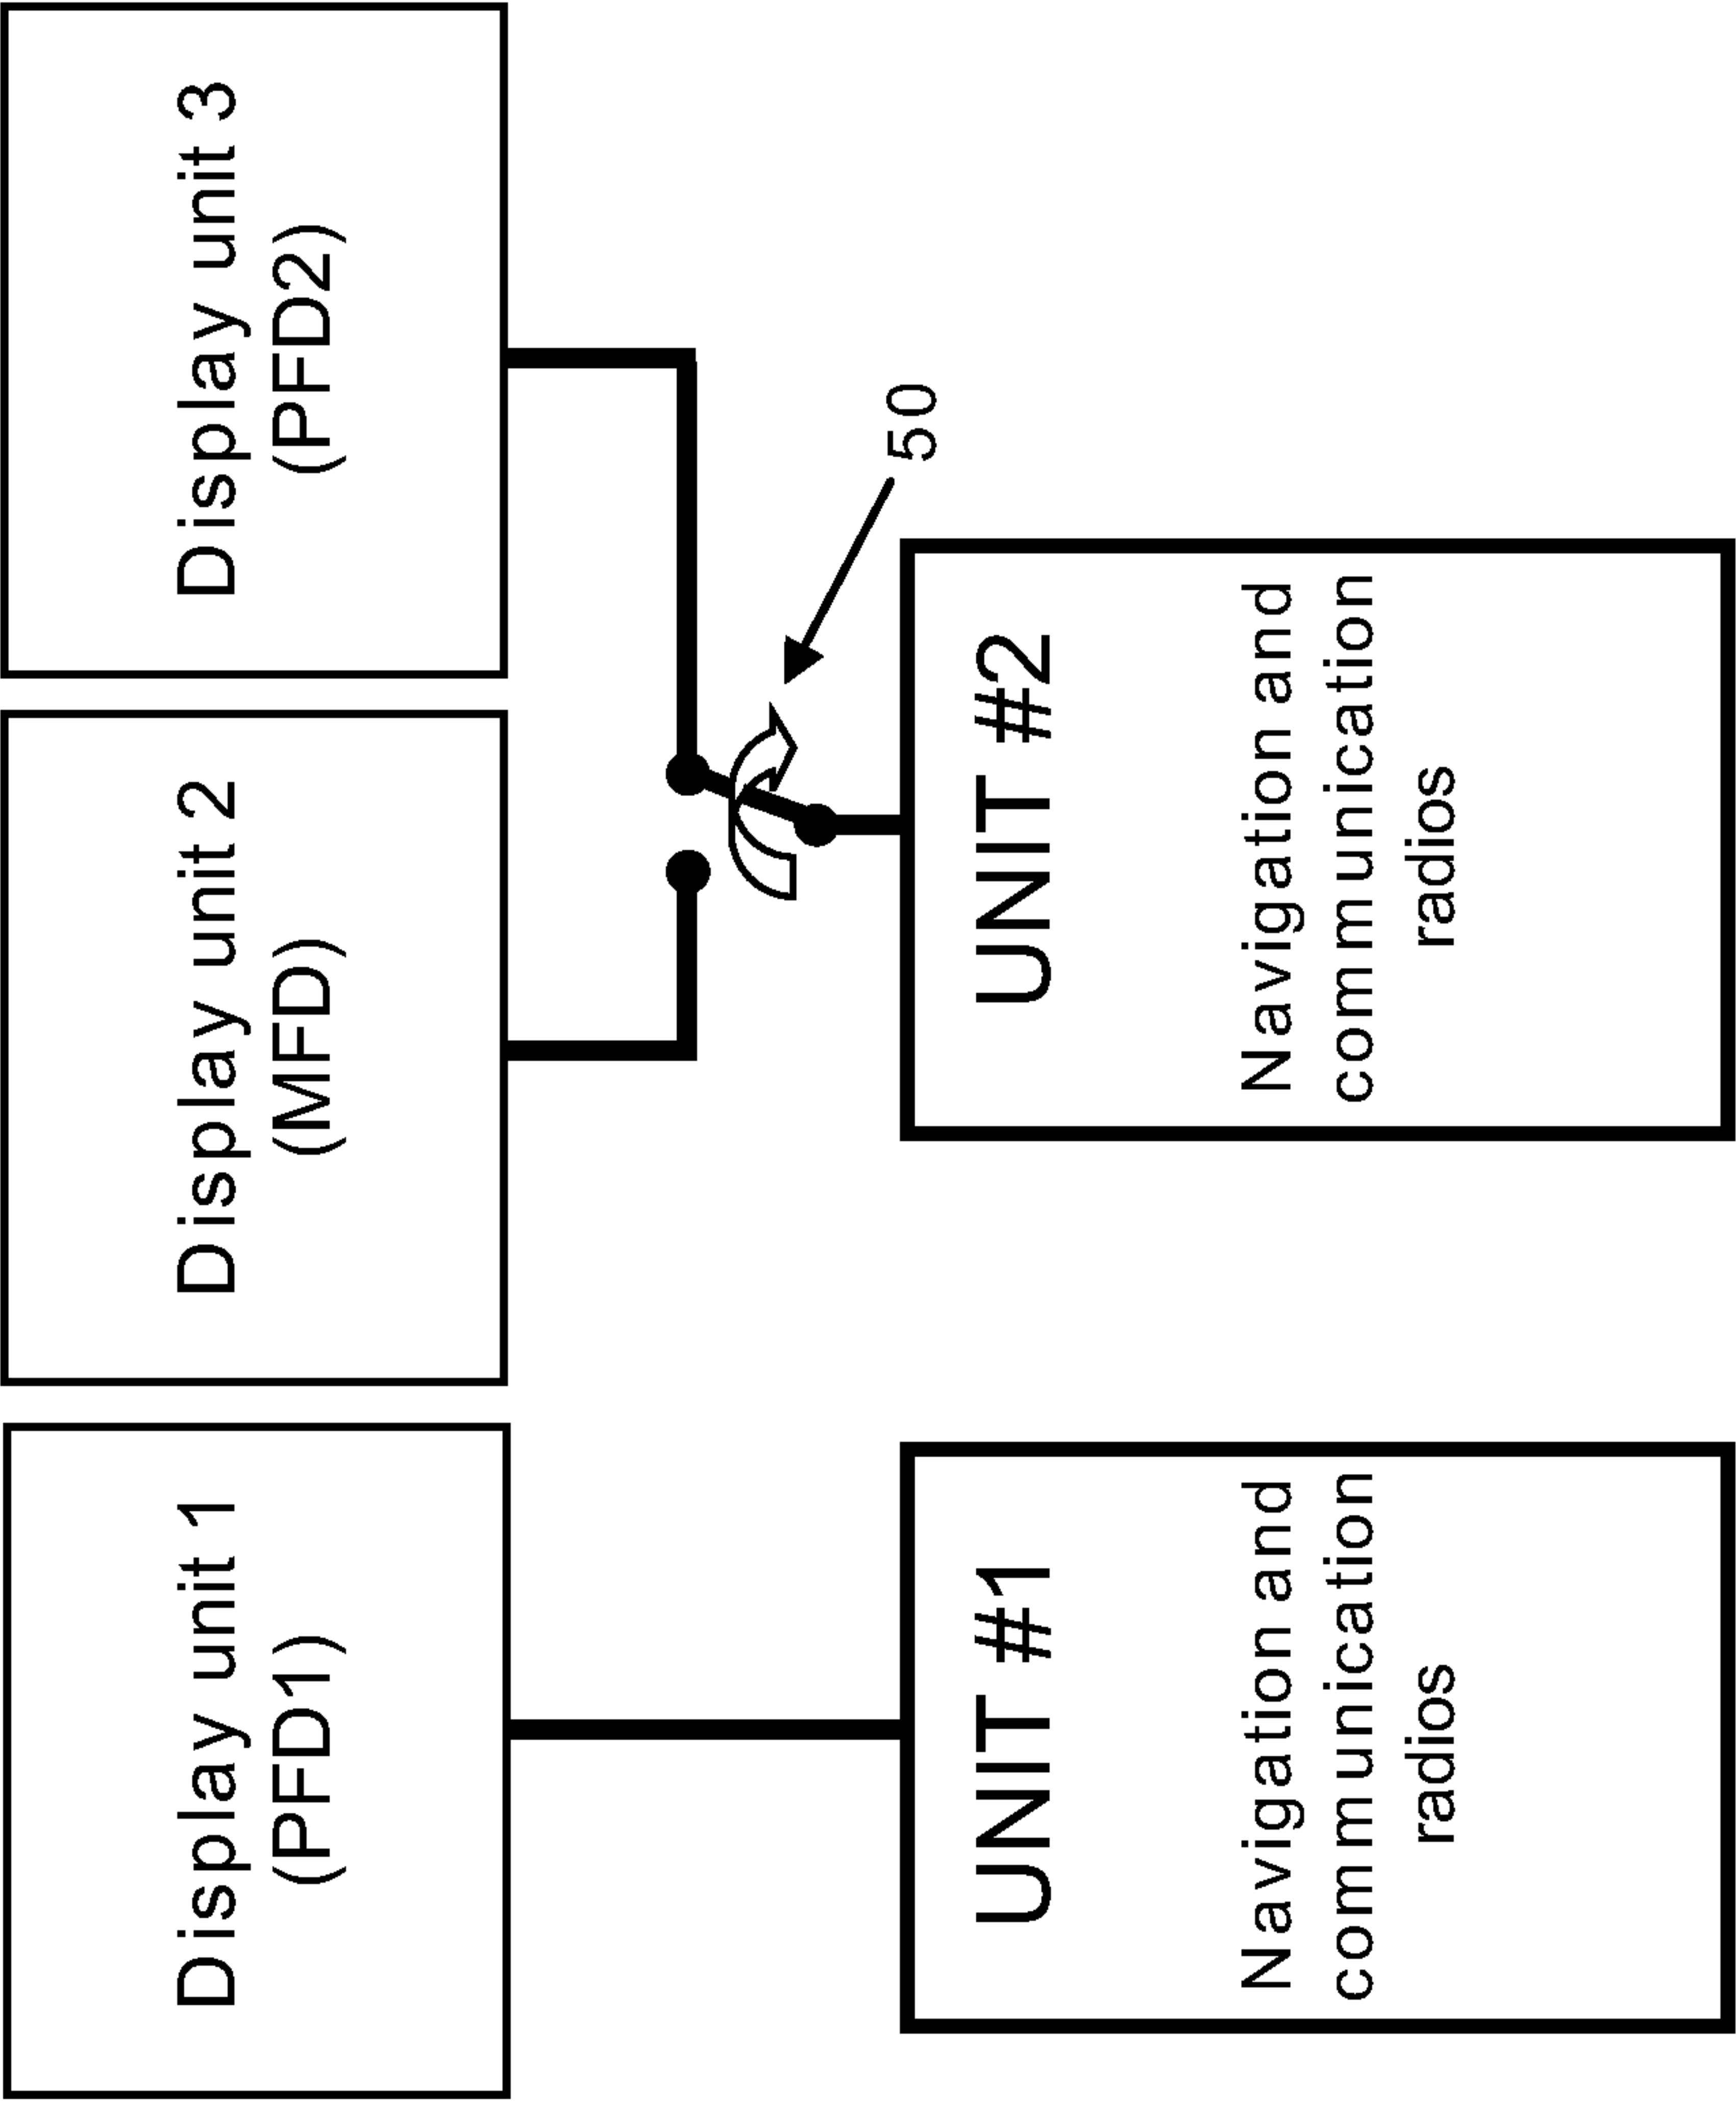 Display unit 1
(PFD1)
Display unit 2
(MFD)
Display unit 3
(PFD2)
50
UNIT #1
Navigation and
communication
radios
UNIT #2
Navigation and
communication
radios